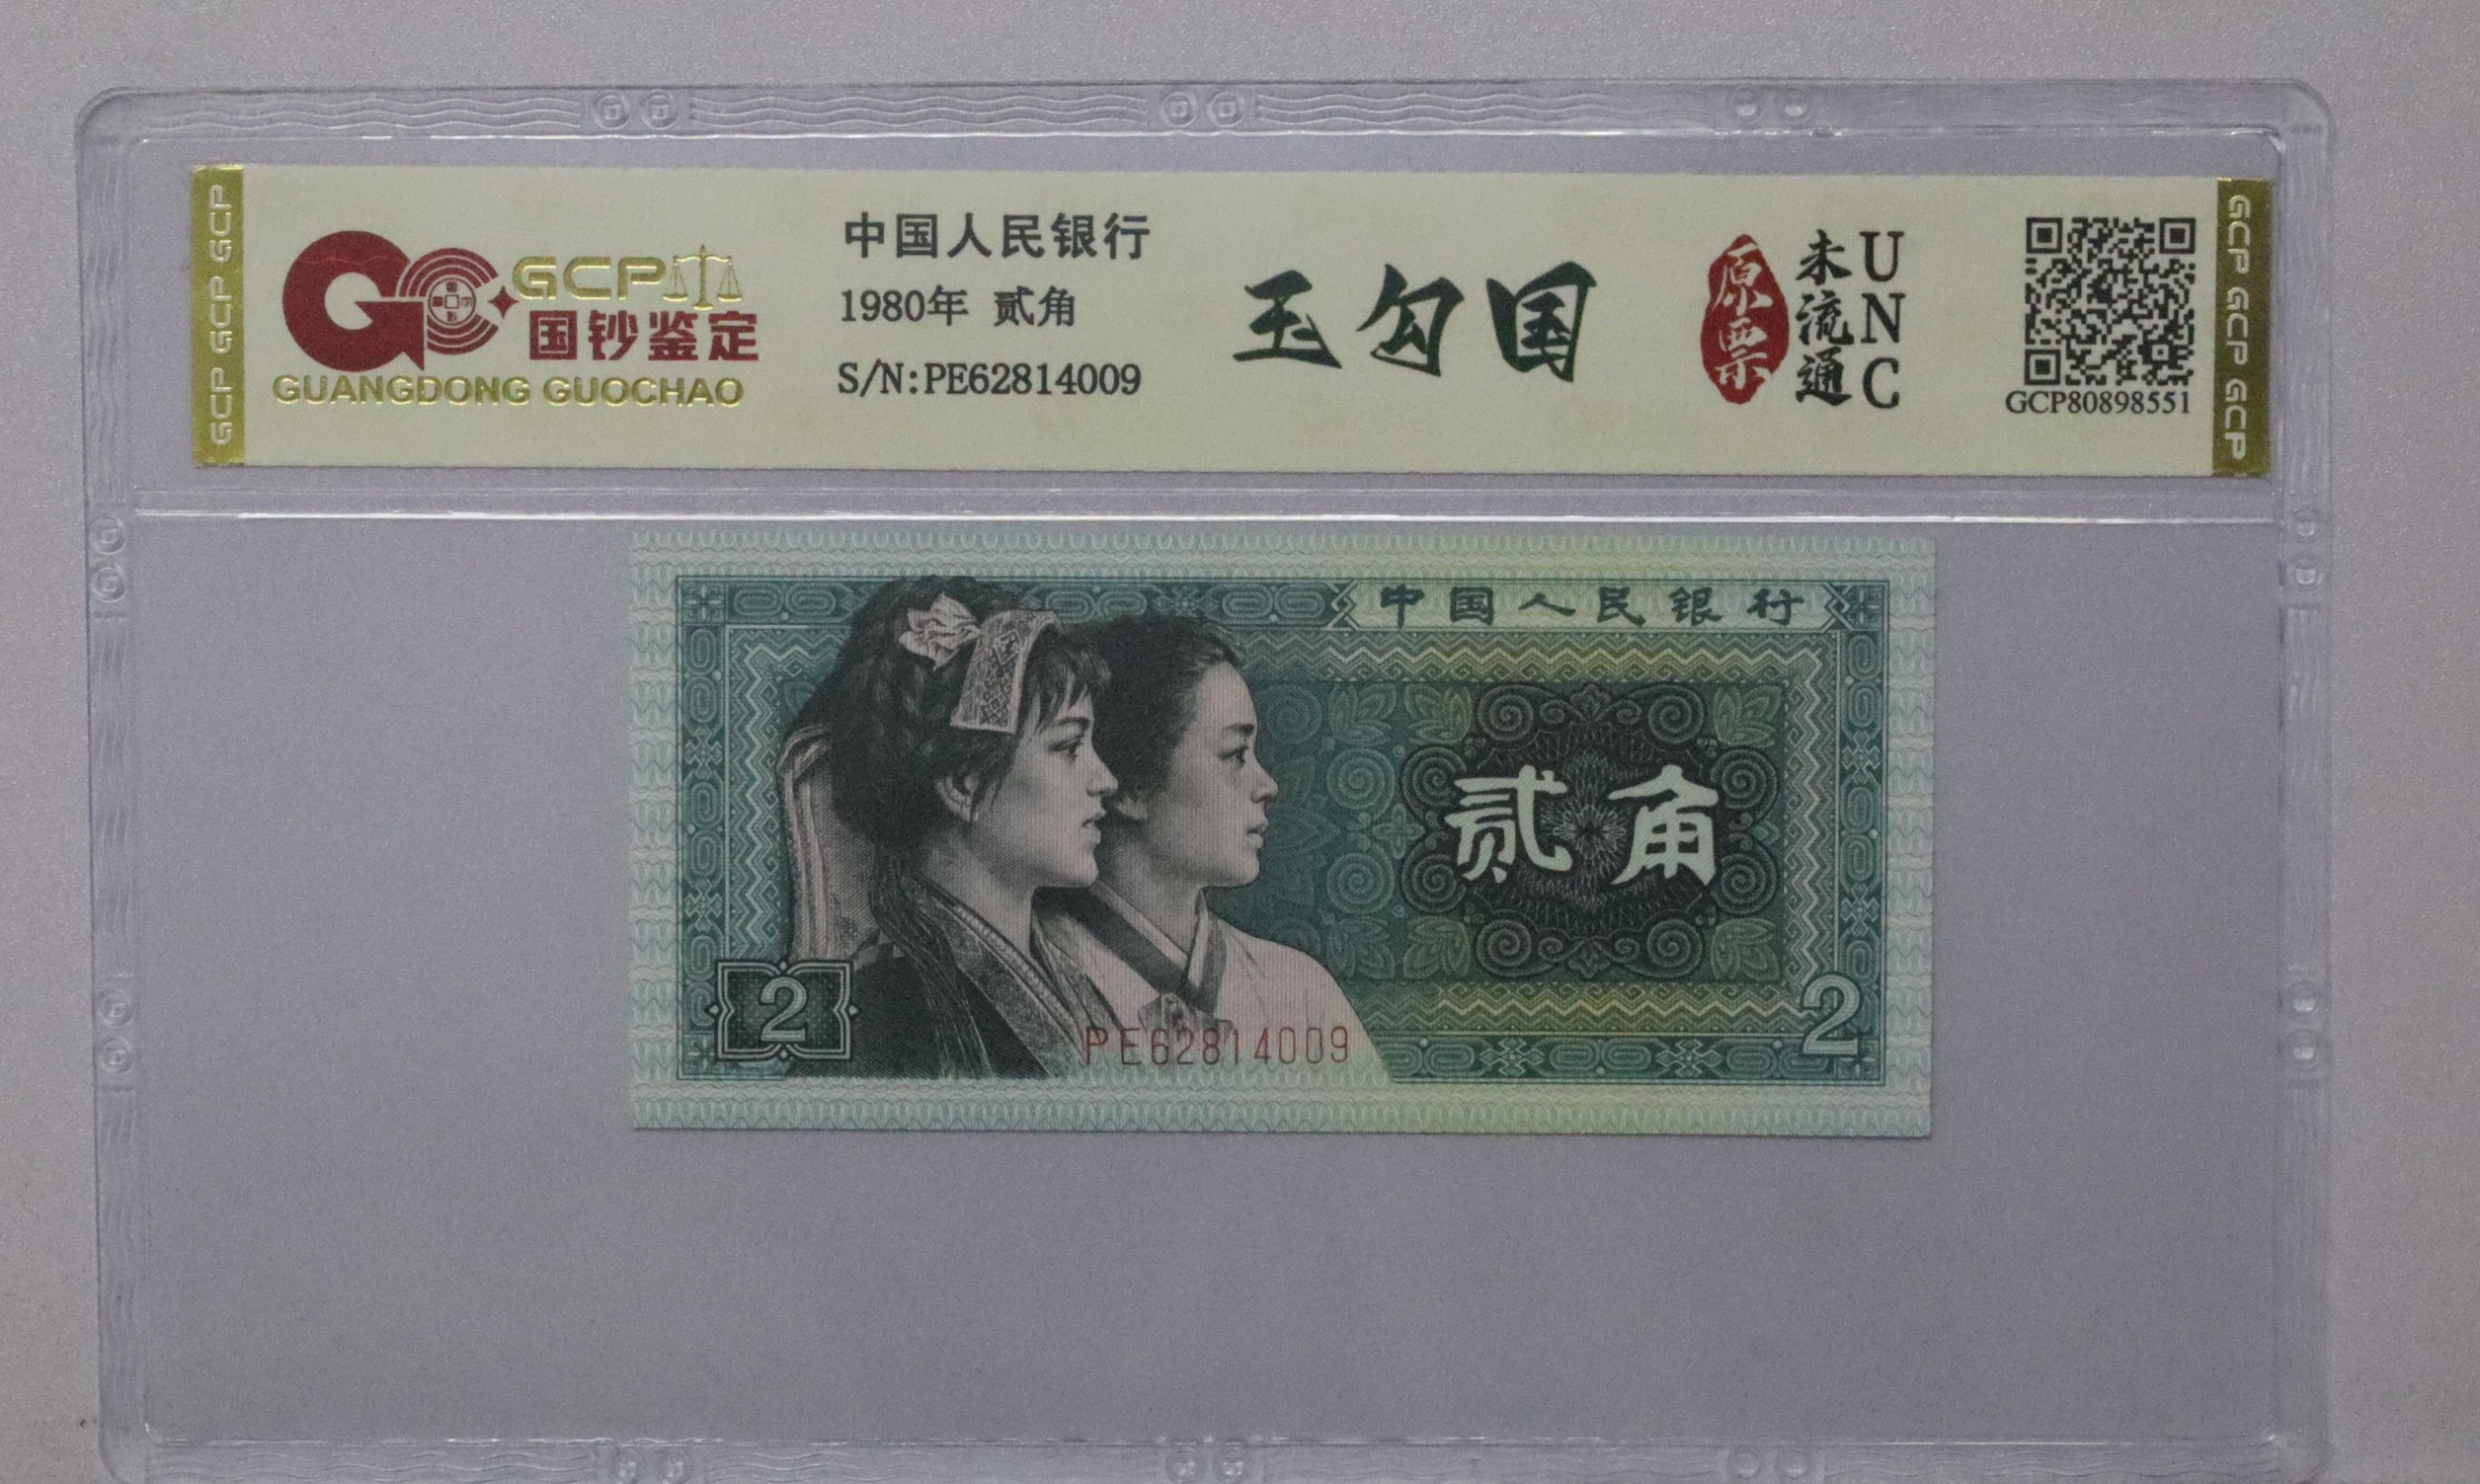 GCP GCP GCP
GCP
国钞鉴定
GUANGDONG GUOCHAO
中国人民银行
1980年 贰角
S/N:PE62814009
玉勾国
原票
未流通
UNC
GCP80898551
GCP GCP GCP
中国人民银行
贰角
2
PE62814009
2